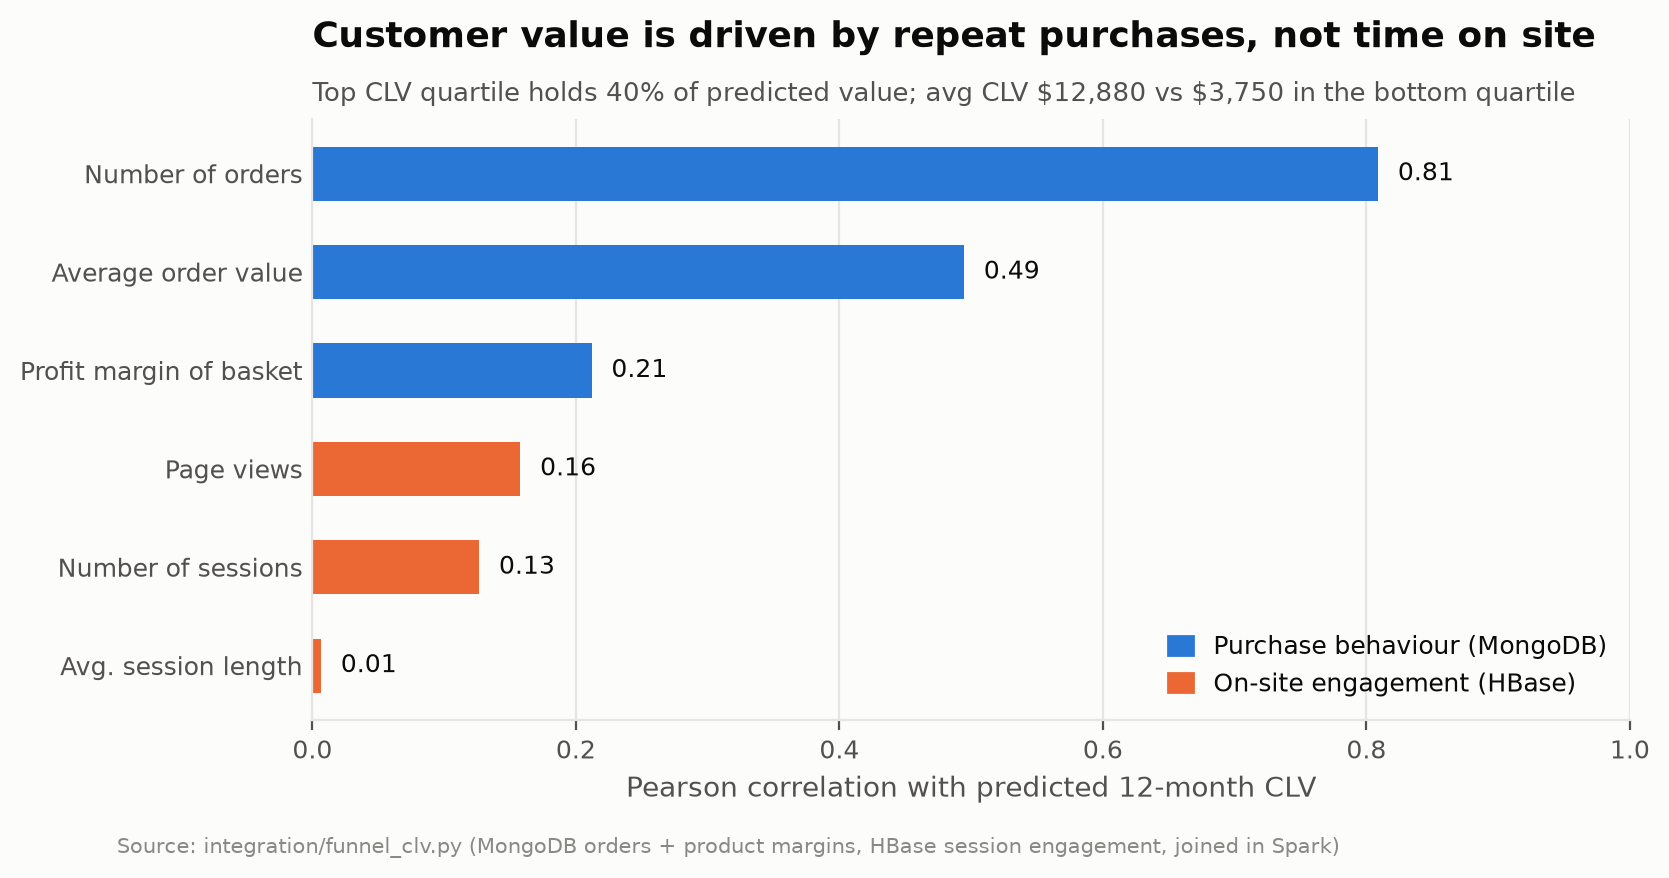 Customer value is driven by repeat purchases, not time on site
Top CLV quartile holds 40% of predicted value; avg CLV $12,880 vs $3,750 in the bottom quartile
Number of orders 0.81
Average order value 0.49
Profit margin of basket 0.21
Page views 0.16
Number of sessions 0.13
Avg. session length 0.01
Purchase behaviour (MongoDB)
On-site engagement (HBase)
0.0 0.2 0.4 0.6 0.8 1.0
Pearson correlation with predicted 12-month CLV
Source: integration/funnel_clv.py (MongoDB orders + product margins, HBase session engagement, joined in Spark)